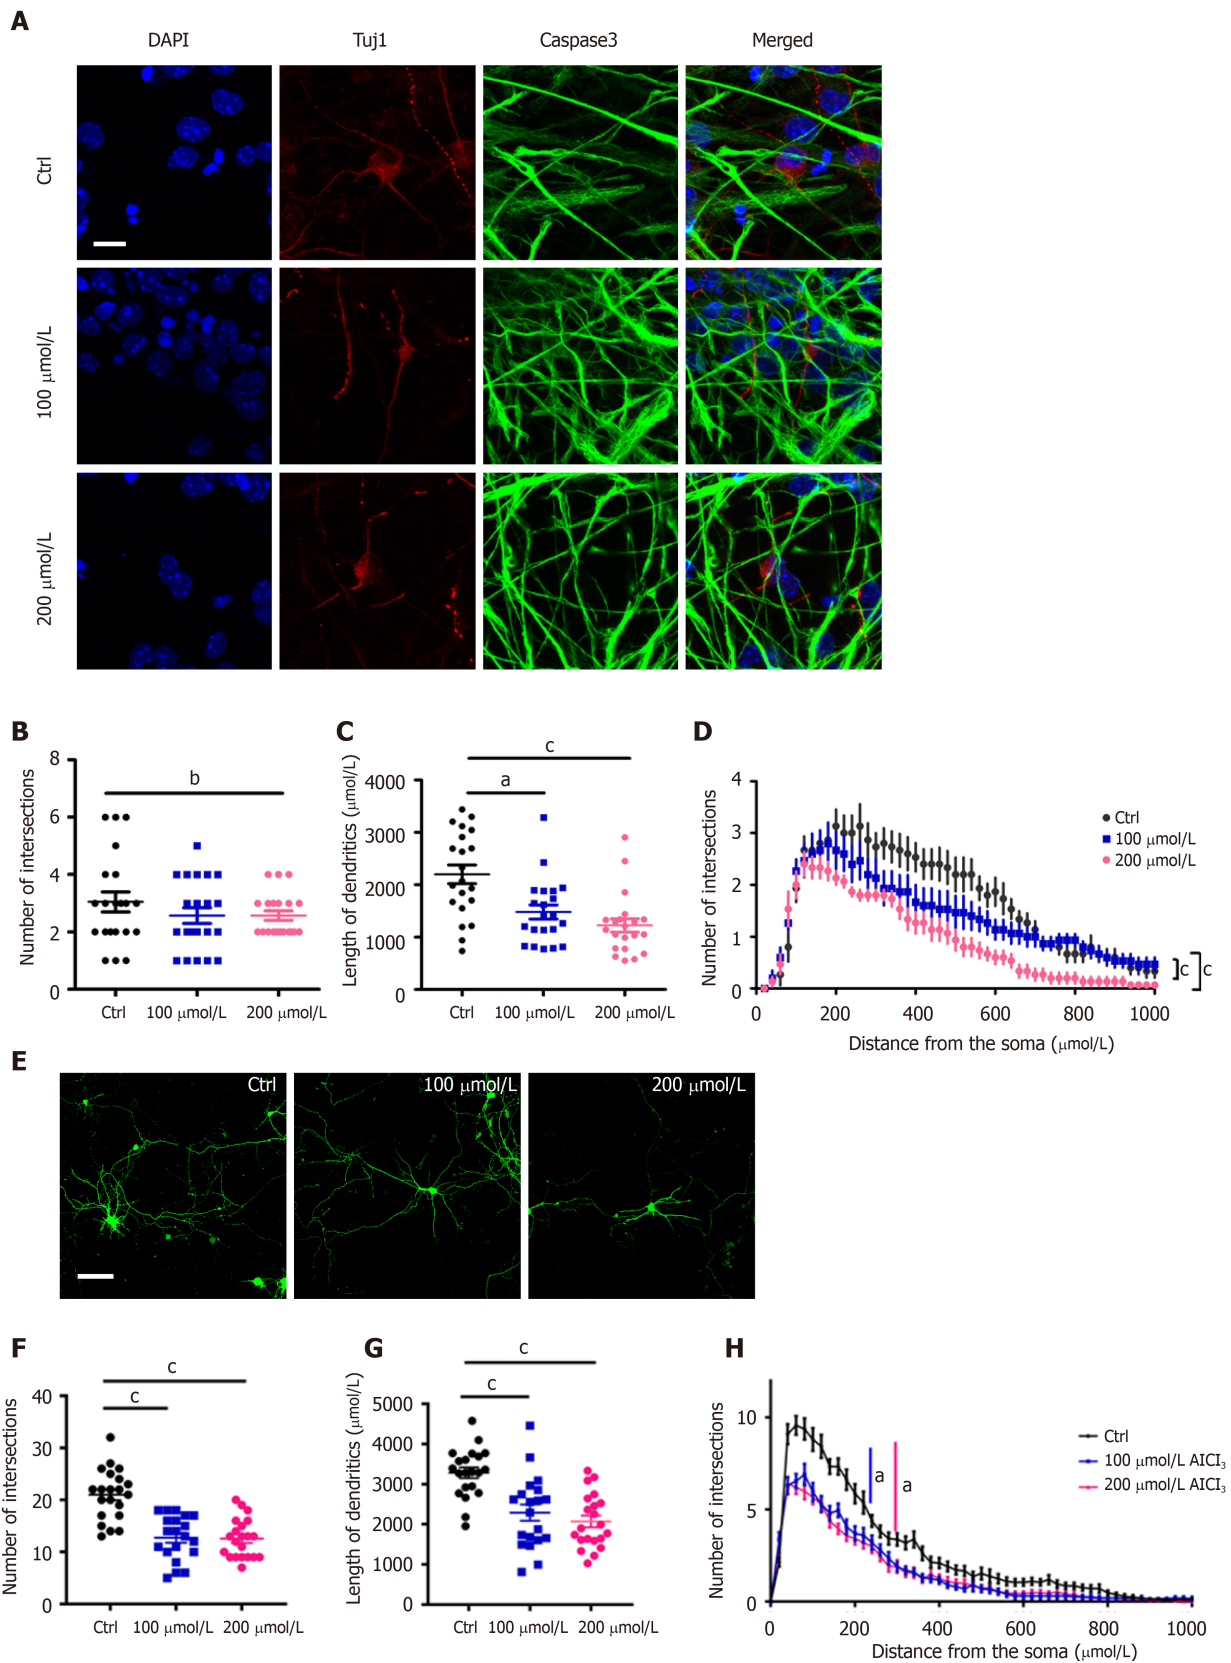 A
DAPI Tuj1 Caspase3 Merged
Ctrl
100 μmol/L
200 μmol/L
B
Number of intersections
8
6
4
2
0
b
Ctrl 100 μmol/L 200 μmol/L
C
Length of dendritics (μmol/L)
4000
3000
2000
1000
0
c
a
Ctrl 100 μmol/L 200 μmol/L
D
Number of intersections
4
3
2
1
0
Ctrl
100 μmol/L
200 μmol/L
c c
0 200 400 600 800 1000
Distance from the soma (μmol/L)
E
Ctrl 100 μmol/L 200 μmol/L
F
Number of intersections
40
30
20
10
0
c
c
Ctrl 100 μmol/L 200 μmol/L
G
Length of dendritics (μmol/L)
5000
4000
3000
2000
1000
0
c
c
Ctrl 100 μmol/L 200 μmol/L
H
Number of intersections
10
5
0
Ctrl
100 μmol/L AICI3
200 μmol/L AICI3
a a
0 200 400 600 800 1000
Distance from the soma (μmol/L)